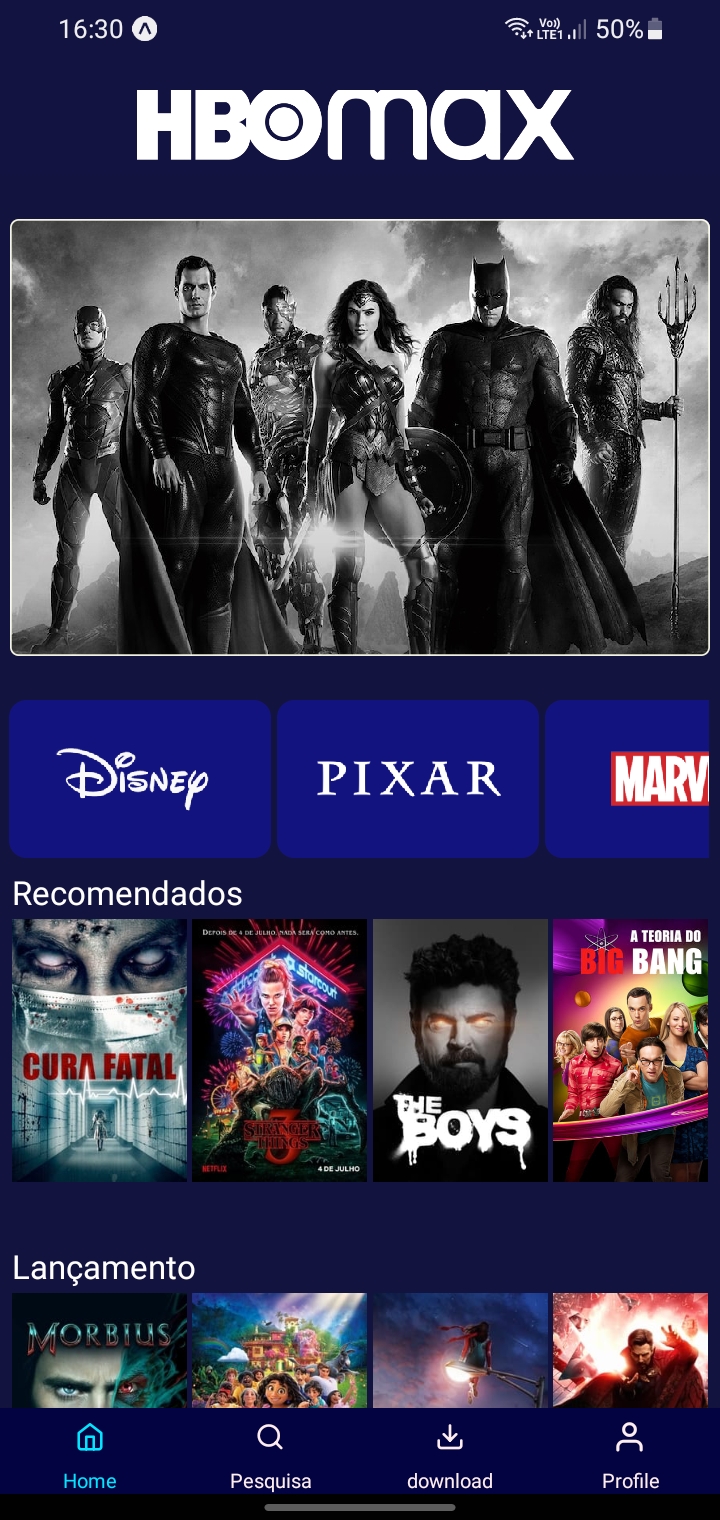 16:30
Vo)) LTE1 50%
HBOmax
DISNEY
PIXAR
MARV
Recomendados
CURA FATAL
DEPOIS DE 4 DE JULHO, NADA SERÁ COMO ANTES.
starcourt
STRANGER THINGS
3
NETFLIX
4 DE JULHO
THE BOYS
A TEORIA DO
BIG BANG
Lançamento
MORBIUS
Home
Pesquisa
download
Profile